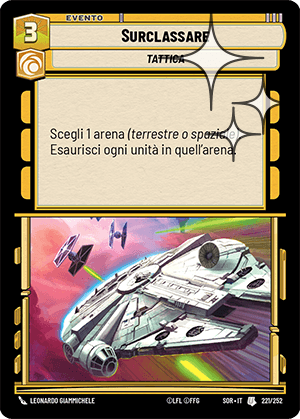 3
EVENTO
SURCLASSARE
TATTICA
Scegli 1 arena (terrestre o spaziale).
Esaurisci ogni unità in quell'arena.
LEONARDO GIAMMICHELE
©LFL ©FFG
SOR•IT
221/252